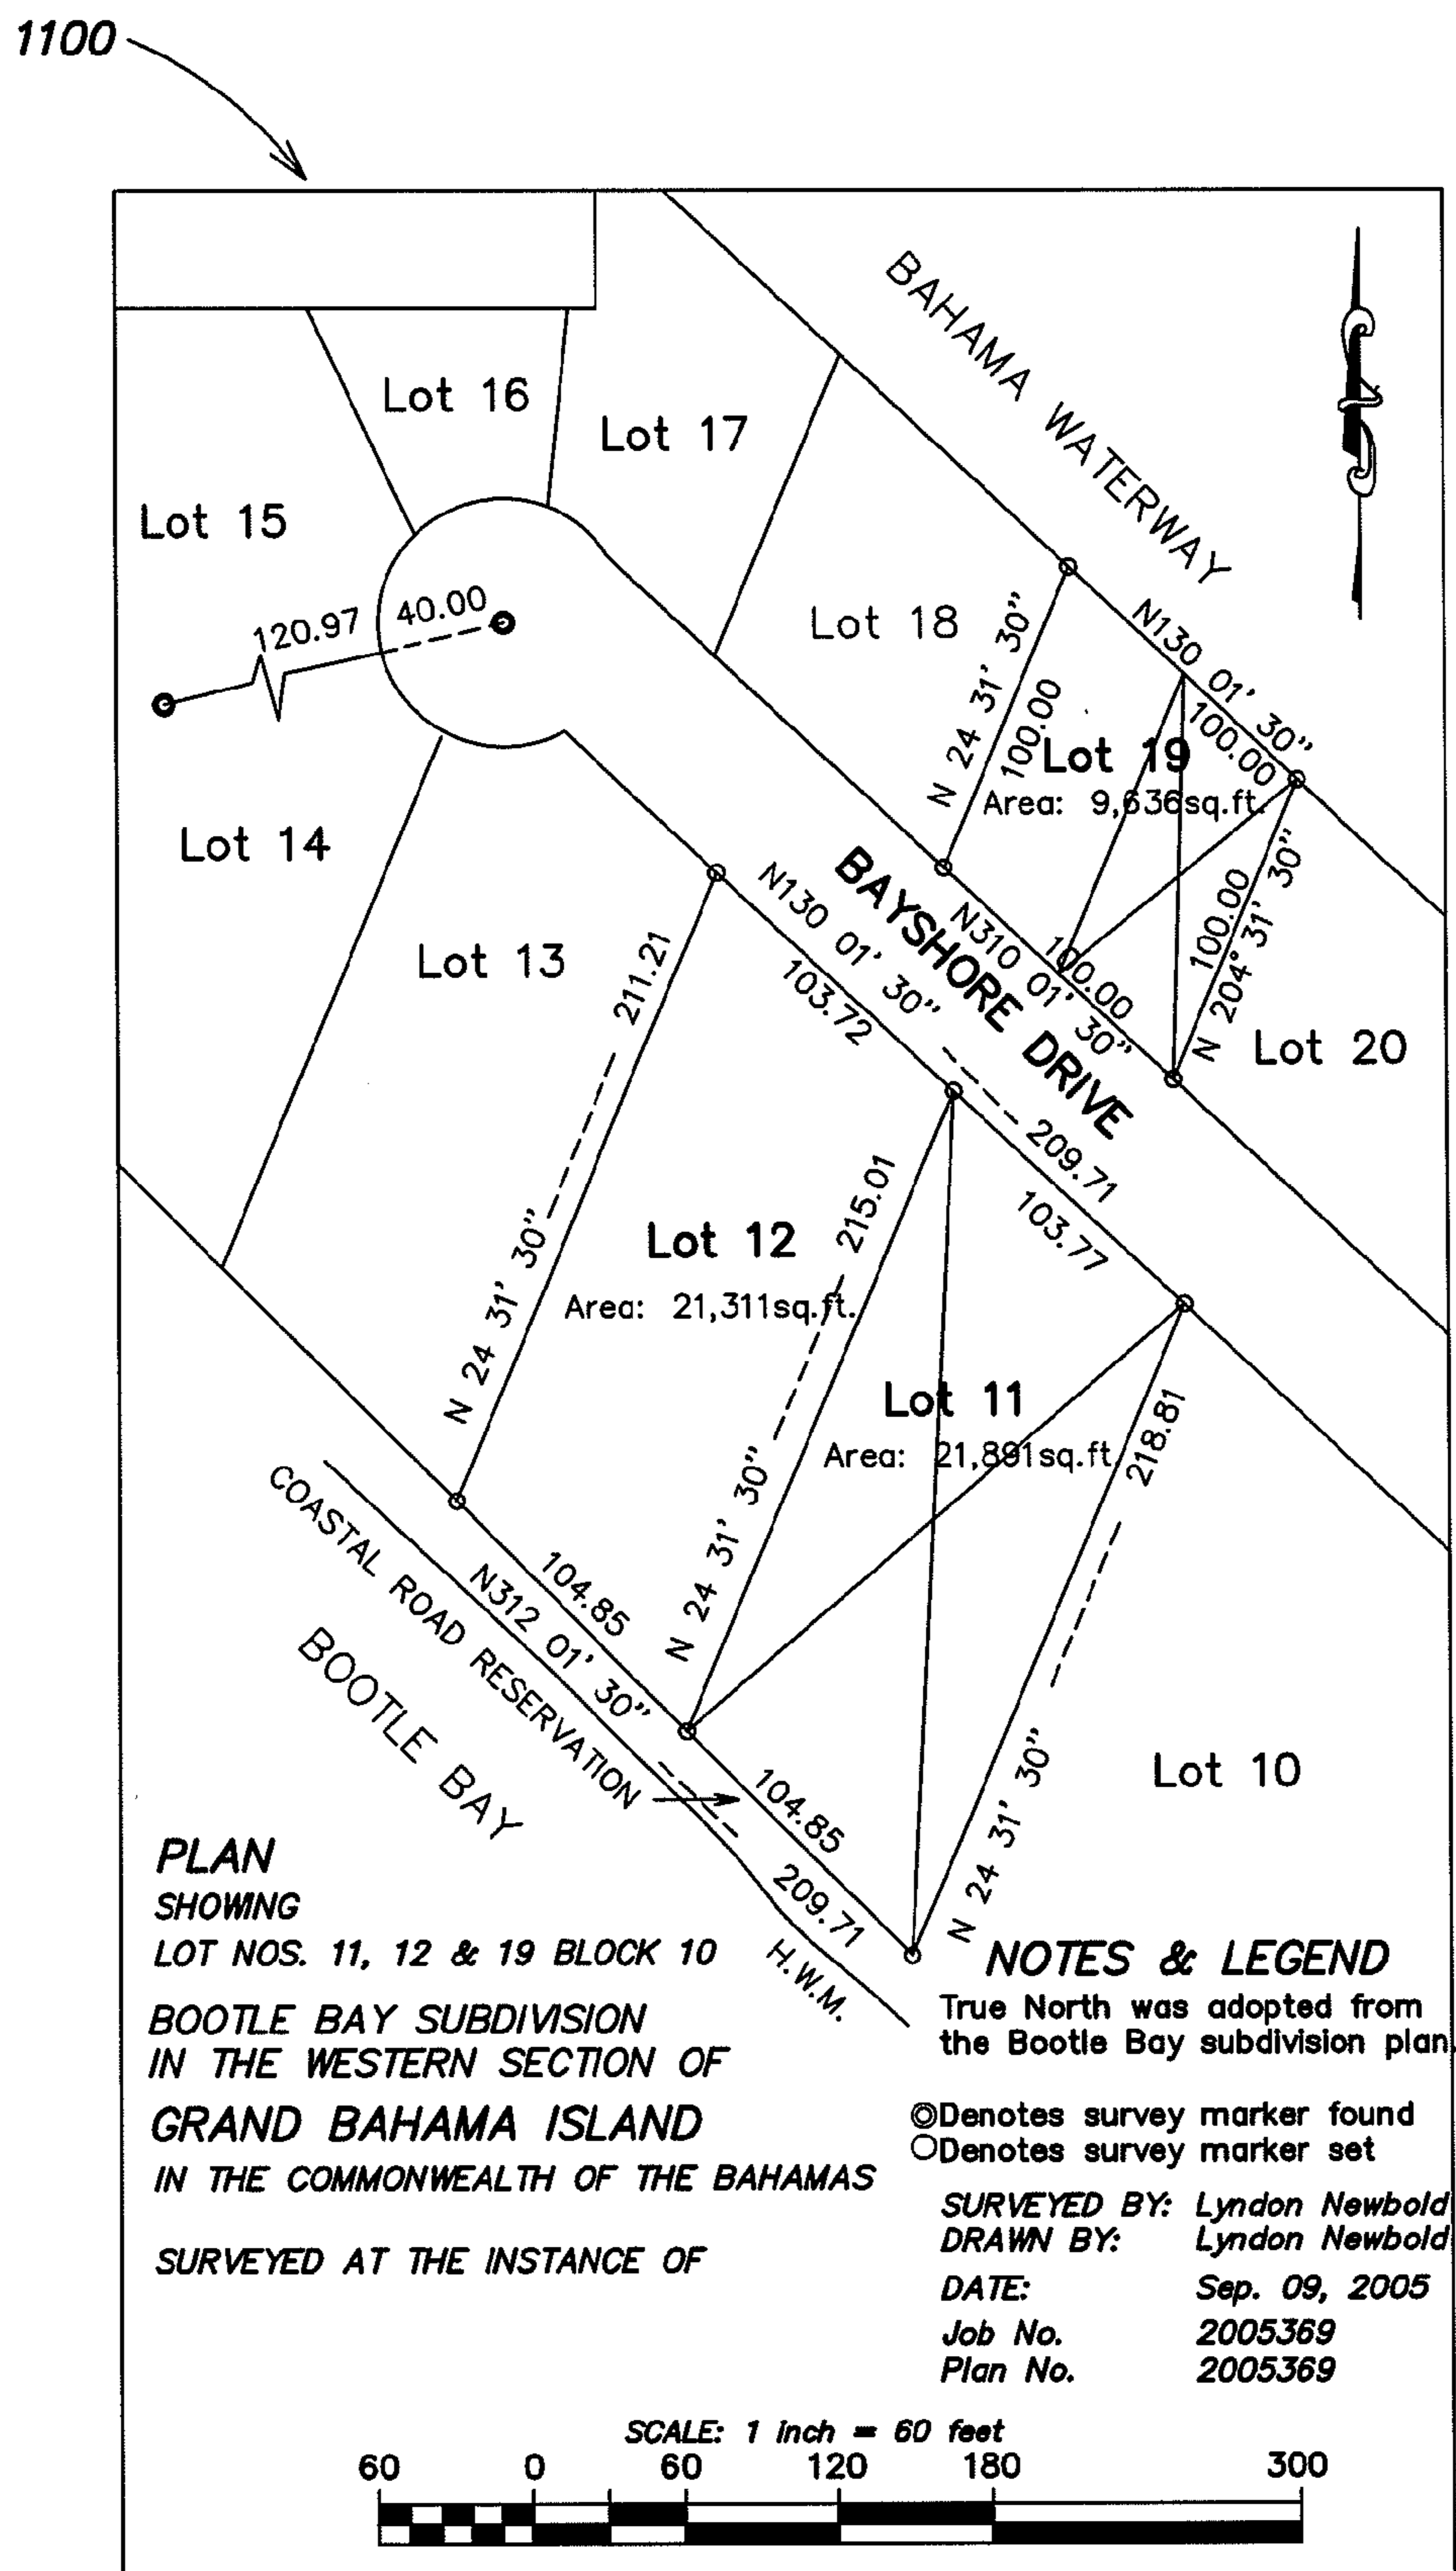 1100
BAHAMA WATERWAY
Lot 16
Lot 17
Lot 15
120.97
40.00
Lot 18
N 24 31' 30"
100.00
N130 01' 30"
100.00
Lot 19
Area: 9,636sq.ft.
100.00
N 204° 31' 30"
Lot 14
BAYSHORE DRIVE
N310 01' 30"
100.00
Lot 20
Lot 13
211.21
N 24 31' 30"
N130 01' 30"
103.72
209.71
103.77
Lot 12
Area: 21,311sq.ft.
215.01
N 24 31' 30"
Lot 11
Area: 21,891sq.ft.
218.81
N 24 31' 30"
COASTAL ROAD RESERVATION
N312 01' 30"
104.85
104.85
209.71
BOOTLE BAY
H.W.M.
Lot 10
PLAN
SHOWING
LOT NOS. 11, 12 & 19 BLOCK 10
BOOTLE BAY SUBDIVISION
IN THE WESTERN SECTION OF
GRAND BAHAMA ISLAND
IN THE COMMONWEALTH OF THE BAHAMAS
SURVEYED AT THE INSTANCE OF
NOTES & LEGEND
True North was adopted from
the Bootle Bay subdivision plan.
Denotes survey marker found
Denotes survey marker set
SURVEYED BY: Lyndon Newbold
DRAWN BY: Lyndon Newbold
DATE: Sep. 09, 2005
Job No. 2005369
Plan No. 2005369
SCALE: 1 inch = 60 feet
60 0 60 120 180 300